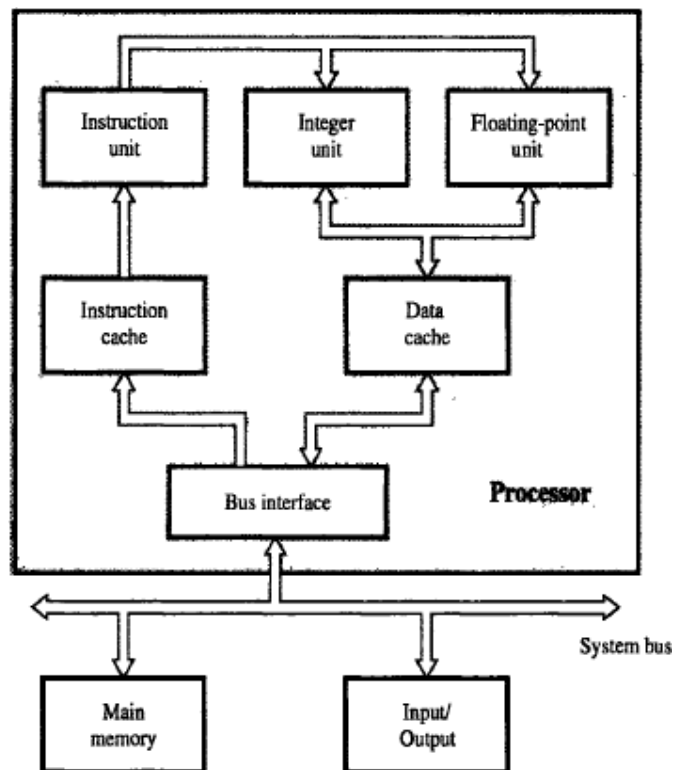 Instruction
unit
Integer
unit
Floating-point
unit
Instruction
cache
Data
cache
Bus interface
Processor
System bus
Main
memory
Input/
Output